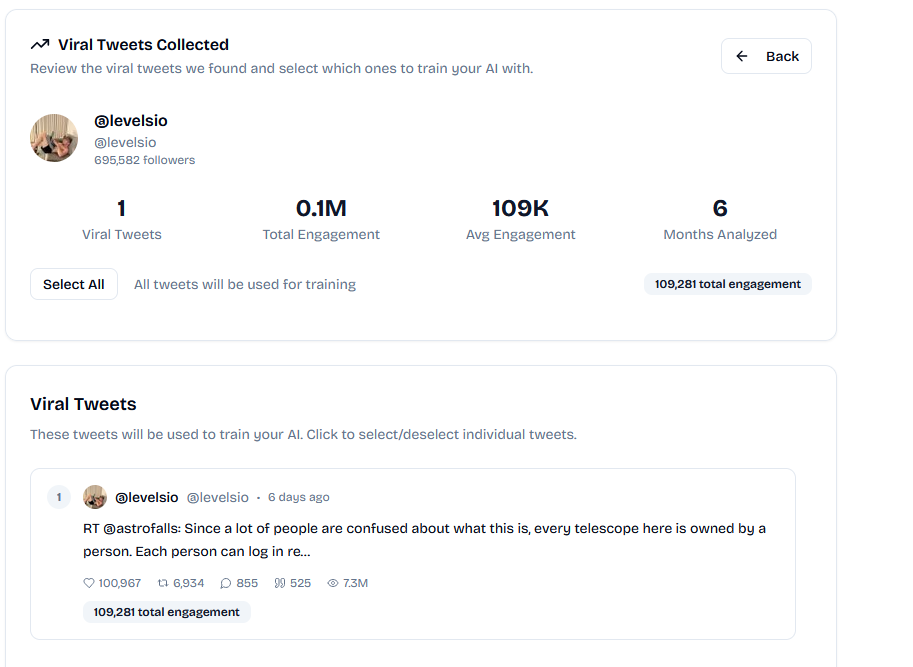 Viral Tweets Collected
Review the viral tweets we found and select which ones to train your AI with.
Back
@levelsio
@levelsio
695,582 followers
1
Viral Tweets
0.1M
Total Engagement
109K
Avg Engagement
6
Months Analyzed
Select All
All tweets will be used for training
109,281 total engagement
Viral Tweets
These tweets will be used to train your AI. Click to select/deselect individual tweets.
1
@levelsio @levelsio • 6 days ago
RT @astrofalls: Since a lot of people are confused about what this is, every telescope here is owned by a
person. Each person can log in re...
100,967 6,934 855 525 7.3M
109,281 total engagement